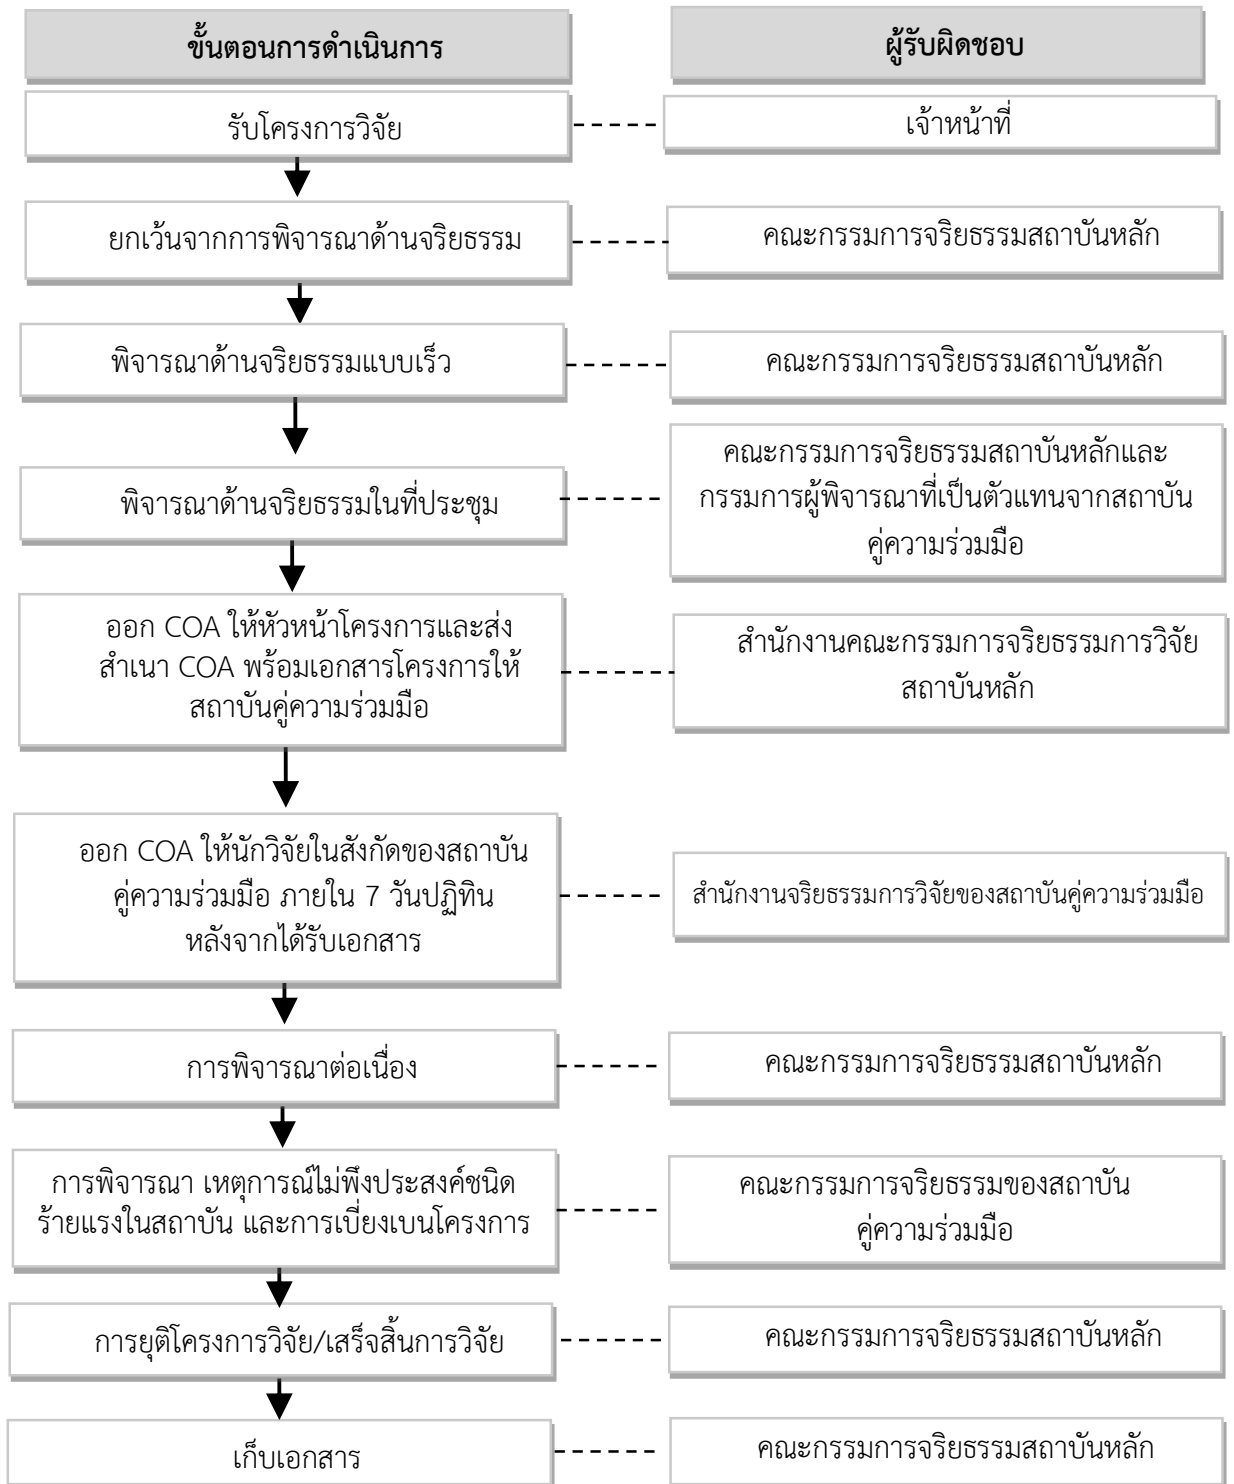 ขั้นตอนการดำเนินการ
ผู้รับผิดชอบ
รับโครงการวิจัย
เจ้าหน้าที่
ยกเว้นจากการพิจารณาด้านจริยธรรม
คณะกรรมการจริยธรรมสถาบันหลัก
พิจารณาด้านจริยธรรมแบบเร็ว
คณะกรรมการจริยธรรมสถาบันหลัก
พิจารณาด้านจริยธรรมในที่ประชุม
คณะกรรมการจริยธรรมสถาบันหลักและ
กรรมการผู้พิจารณาที่เป็นตัวแทนจากสถาบัน
คู่ความร่วมมือ
ออก COA ให้หัวหน้าโครงการและส่ง
สำเนา COA พร้อมเอกสารโครงการให้
สถาบันคู่ความร่วมมือ
สำนักงานคณะกรรมการจริยธรรมการวิจัย
สถาบันหลัก
ออก COA ให้นักวิจัยในสังกัดของสถาบัน
คู่ความร่วมมือ ภายใน 7 วันปฏิทิน
หลังจากได้รับเอกสาร
สำนักงานจริยธรรมการวิจัยของสถาบันคู่ความร่วมมือ
การพิจารณาต่อเนื่อง
คณะกรรมการจริยธรรมสถาบันหลัก
การพิจารณา เหตุการณ์ไม่พึงประสงค์ชนิด
ร้ายแรงในสถาบัน และการเบี่ยงเบนโครงการ
คณะกรรมการจริยธรรมของสถาบัน
คู่ความร่วมมือ
การยุติโครงการวิจัย/เสร็จสิ้นการวิจัย
คณะกรรมการจริยธรรมสถาบันหลัก
เก็บเอกสาร
คณะกรรมการจริยธรรมสถาบันหลัก